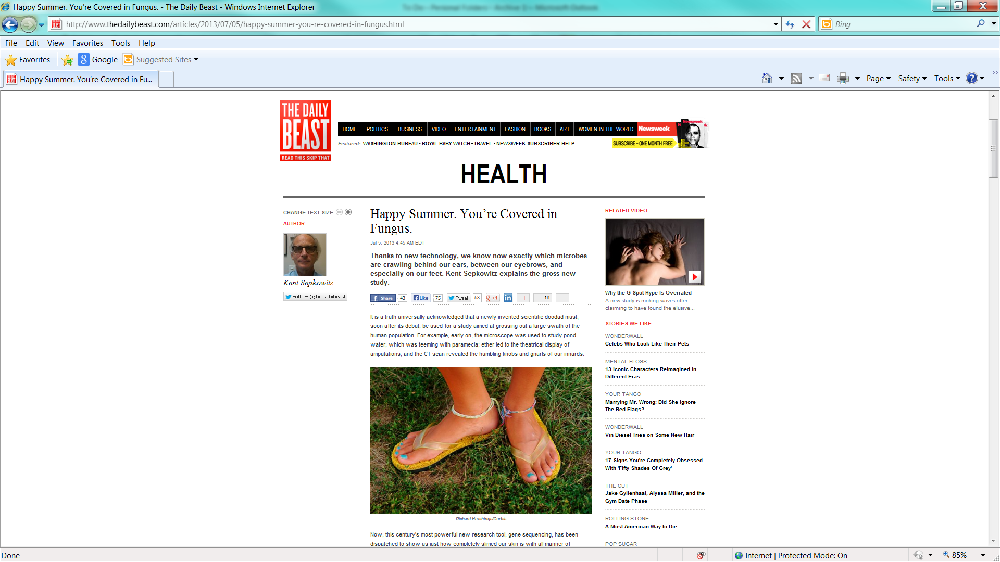 Happy Summer. You're Covered in Fungus. - The Daily Beast - Windows Internet Explorer
To Do - Personal Folders - Archive
Microsoft Outlook
http://www.thedailybeast.com/articles/2013/07/05/happy-summer-you-re-covered-in-fungus.html
Bing
File Edit View Favorites Tools Help
Favorites Google Suggested Sites
Happy Summer. You're Covered in Fu...
Page Safety Tools
THE DAILY
BEAST
READ THIS SKIP THAT
HOME POLITICS BUSINESS VIDEO ENTERTAINMENT FASHION BOOKS ART WOMEN IN THE WORLD Newsweek
Newsweek
Featured: WASHINGTON BUREAU • ROYAL BABY WATCH • TRAVEL • NEWSWEEK SUBSCRIBER HELP
SUBSCRIBE - ONE MONTH FREE
HEALTH
CHANGE TEXT SIZE
AUTHOR
Kent Sepkowitz
Follow @thedailybeast
Happy Summer. You're Covered in
Fungus.
Jul 5, 2013 4:45 AM EDT
Thanks to new technology, we know now exactly which microbes
are crawling behind our ears, between our eyebrows, and
especially on our feet. Kent Sepkowitz explains the gross new
study.
f Share 43 Like 75 Tweet 53 g +1 in 16
It is a truth universally acknowledged that a newly invented scientific doodad must,
soon after its debut, be used for a study aimed at grossing out a large swath of the
human population. For example, early on, the microscope was used to study pond
water, which was teeming with paramecia; ether led to the theatrical display of
amputations; and the CT scan revealed the humbling knobs and gnarls of our innards.
Richard Hutchings/Corbis
Now, this century's most powerful new research tool, gene sequencing, has been
dispatched to show us just how completely slimed our skin is with all manner of
RELATED VIDEO
Why the G-Spot Hype Is Overrated
A new study is making waves after
claiming to have found the elusive...
STORIES WE LIKE
WONDERWALL
Celebs Who Look Like Their Pets
MENTAL FLOSS
13 Iconic Characters Reimagined in
Different Eras
YOUR TANGO
Marrying Mr. Wrong: Did She Ignore
The Red Flags?
WONDERWALL
Vin Diesel Tries on Some New Hair
YOUR TANGO
17 Signs You're Completely Obsessed
With 'Fifty Shades Of Grey'
THE CUT
Jake Gyllenhaal, Alyssa Miller, and the
Gym Date Phase
ROLLING STONE
A Most American Way to Die
POP SUGAR
Done
Internet | Protected Mode: On
85%